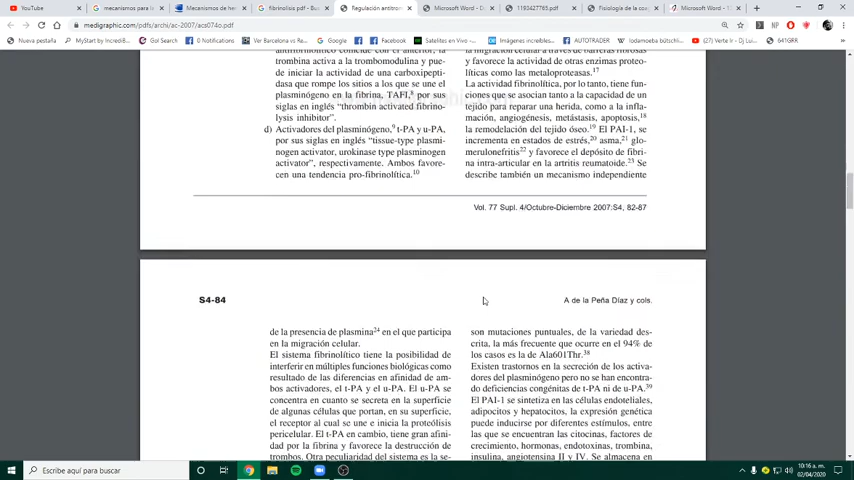 YouTube
mecanismos para la
Mecanismos de he
fibrinolisis pdf - Bus
Regulación antitrom
Microsoft Word - D
1193427765.pdf
Fisiologia de la coa
Microsoft Word - 1
medigraphic.com/pdfs/archi/ac-2007/acs074o.pdf
Nueva pestaña
MyStart by IncrediB...
Go! Search
0 Notifications
Ver Barcelona vs Re...
Google
Facebook
Satelites en Vivo -...
Imágenes increíbles...
AUTOTRADER
(27) Verte Ir - Dj Lui...
Iodamoeba butschlii...
641GRR
antifibrinolítico coincide con el anterior, la
trombina activa a la trombomodulina y pue-
de iniciar la actividad de una carboxipepti-
dasa que rompe los sitios a los que se une el
plasminógeno en la fibrina, TAFI,8 por sus
siglas en inglés "thrombin activated fibrino-
lysis inhibitor".
d) Activadores del plasminógeno,9 t-PA y u-PA,
por sus siglas en inglés "tissue-type plasmi-
nogen activator, urokinase type plasminogen
activator", respectivamente. Ambos favore-
cen una tendencia pro-fibrinolítica.10
la migración celular a través de barreras fibrosas
y favorece la actividad de otras enzimas proteo-
líticas como las metaloproteasas.17
La actividad fibrinolítica, por lo tanto, tiene fun-
ciones que se asocian tanto a la capacidad de un
tejido para reparar una herida, como a la infla-
mación, angiogénesis, metástasis, apoptosis,18
la remodelación del tejido óseo.19 El PAI-1, se
incrementa en estados de estrés,20 asma,21 glo-
merulonefritis22 y favorece el depósito de fibri-
na intra-articular en la artritis reumatoide.23 Se
describe también un mecanismo independiente
Vol. 77 Supl. 4/Octubre-Diciembre 2007:S4, 82-87
S4-84
A de la Peña Díaz y cols.
de la presencia de plasmina24 en el que participa
en la migración celular.
El sistema fibrinolítico tiene la posibilidad de
interferir en múltiples funciones biológicas como
resultado de las diferencias en afinidad de am-
bos activadores, el t-PA y el u-PA. El u-PA se
concentra en cuanto se secreta en la superficie
de algunas células que portan, en su superficie,
el receptor al cual se une e inicia la proteólisis
pericelular. El t-PA en cambio, tiene gran afini-
dad por la fibrina y favorece la destrucción de
trombos. Otra peculiaridad del sistema es la se-
son mutaciones puntuales, de la variedad des-
crita, la más frecuente que ocurre en el 94% de
los casos es la de Ala601Thr.38
Existen trastornos en la secreción de los activa-
dores del plasminógeno pero no se han encontra-
do deficiencias congénitas de t-PA ni de u-PA.39
El PAI-1 se sintetiza en las células endoteliales,
adipocitos y hepatocitos, la expresión genética
puede inducirse por diferentes estímulos, entre
las que se encuentran las citocinas, factores de
crecimiento, hormonas, endotoxinas, trombina,
insulina, angiotensina II y IV. Se almacena en
Escribe aquí para buscar
10:16 a. m.
02/04/2020